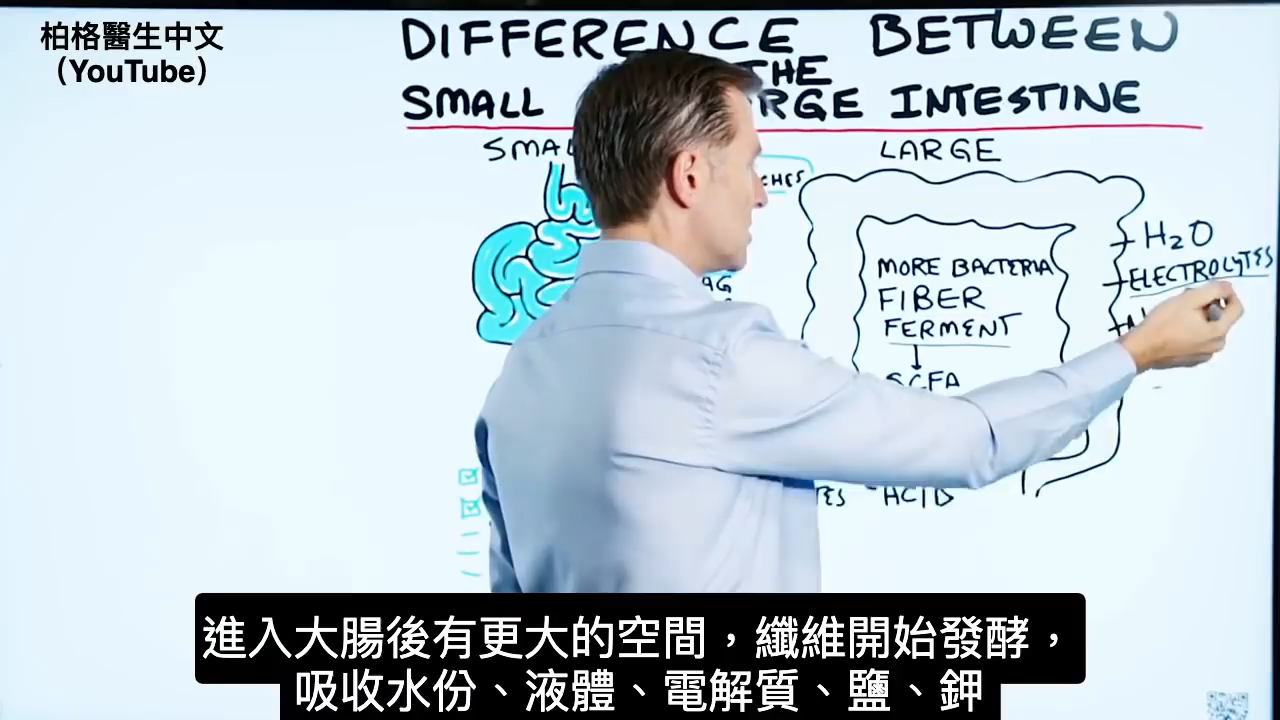 柏格醫生中文
（YouTube）
DIFFERENCE BETWEEN
THE
SMALL INTESTINE
LARGE
H₂O
ELECTROLYTES
MORE BACTERIA
FIBER
FERMENT
SCFA
ACID
進入大腸後有更大的空間，纖維開始發酵，
吸收水份、液體、電解質、鹽、鉀